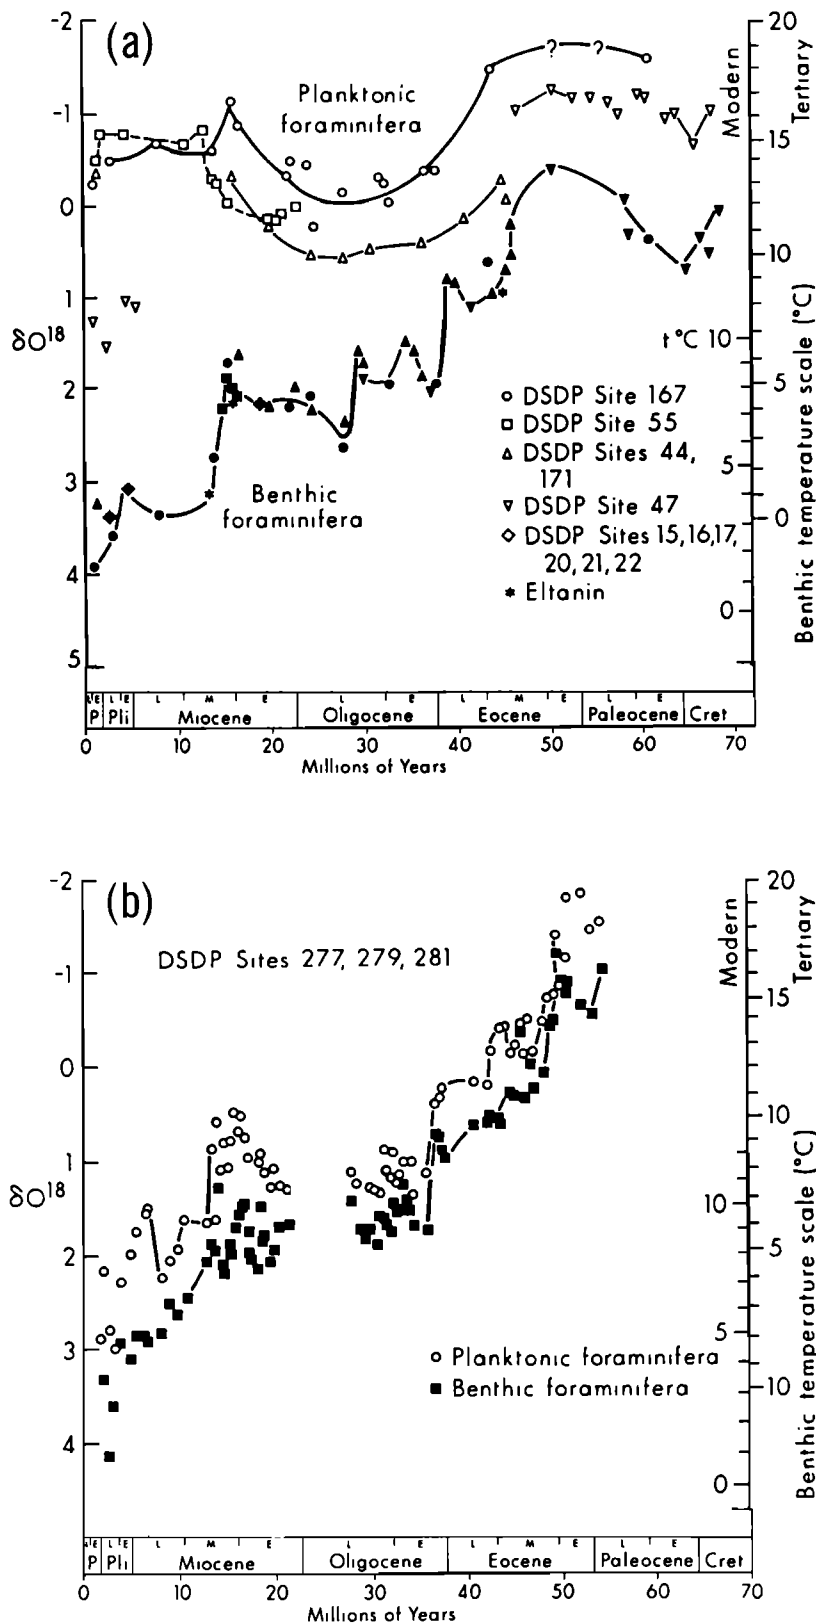 (a)
-2
-1
0
1
2
3
4
5
δO18
Planktonic
foraminifera
Benthic
foraminifera
? ?
Modern
Tertiary
20
15
10
5
0
t°C 10
5
0
Benthic temperature scale (°C)
DSDP Site 167
DSDP Site 55
DSDP Sites 44,
171
DSDP Site 47
DSDP Sites 15,16,17,
20,21,22
Eltanin
E L E L M E L E L E L E
P Pli Miocene Oligocene Eocene Paleocene Cret
0 10 20 30 40 50 60 70
Millions of Years
(b)
DSDP Sites 277, 279, 281
-2
-1
0
1
2
3
4
δO18
Modern
Tertiary
20
15
10
5
10
5
10
0
Benthic temperature scale (°C)
Planktonic foraminifera
Benthic foraminifera
E L E L M E L E L M E L E
P Pli Miocene Oligocene Eocene Paleocene Cret
0 10 20 30 40 50 60 70
Millions of Years